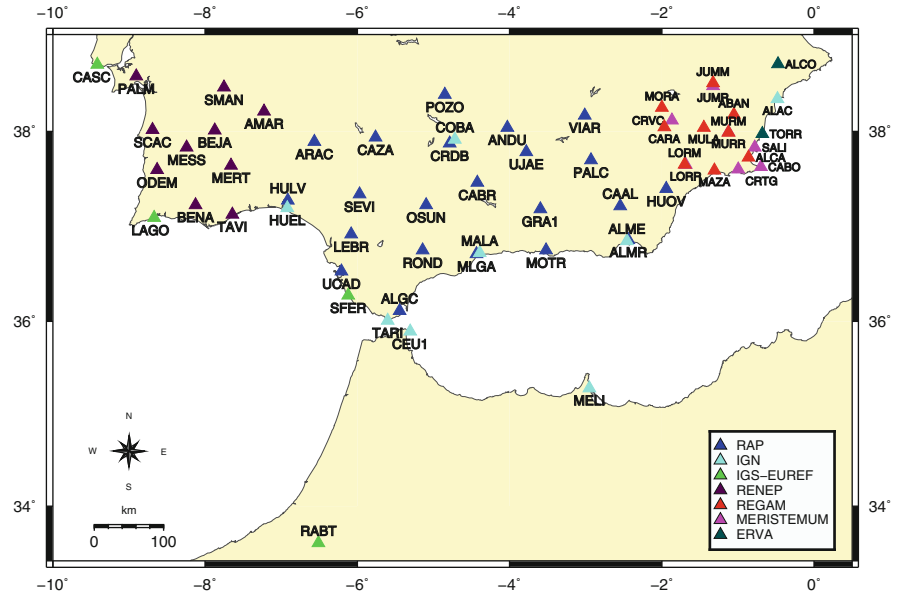 −10° −8° −6° −4° −2° 0°
CASC
PALM
SMAN
AMAR
SCAC
BEJA
MESS
ODEM
MERT
BENA
TAVI
LAGO
HULV
HUEL
ARAC
CAZA
POZO
COBA
CRDB
ANDU
UJAE
VIAR
PALC
SEVI
OSUN
CABR
GRA1
CAAL
HUOV
LEBR
ROND
MALA
MLGA
MOTR
ALME
ALMR
UCAD
SFER
ALGC
TARI
CEU1
MELI
RABT
JUMM
JUMR
MORA
ABAN
CRVC
CARA
MULA
MURM
MURR
LORM
LORR
MAZA
CRTG
ALCO
ALAC
TORR
SALI
ALCA
CABO
38° 38°
36° 36°
34° 34°
N
W E
S
km
0 100
RAP
IGN
IGS−EUREF
RENEP
REGAM
MERISTEMUM
ERVA
−10° −8° −6° −4° −2° 0°